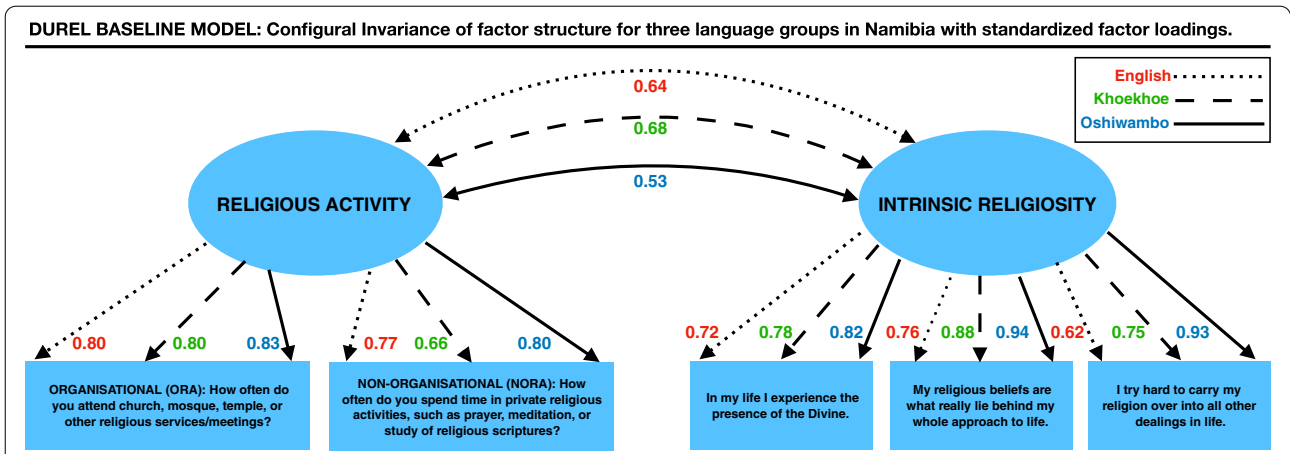 DUREL BASELINE MODEL: Configural Invariance of factor structure for three language groups in Namibia with standardized factor loadings.
English
Khoekhoe
Oshiwambo
0.64
0.68
0.53
RELIGIOUS ACTIVITY
INTRINSIC RELIGIOSITY
0.80
0.80
0.83
0.77
0.66
0.80
0.72
0.78
0.82
0.76
0.88
0.94
0.62
0.75
0.93
ORGANISATIONAL (ORA): How often do
you attend church, mosque, temple, or
other religious services/meetings?
NON-ORGANISATIONAL (NORA): How
often do you spend time in private religious
activities, such as prayer, meditation, or
study of religious scriptures?
In my life I experience the
presence of the Divine.
My religious beliefs are
what really lie behind my
whole approach to life.
I try hard to carry my
religion over into all other
dealings in life.